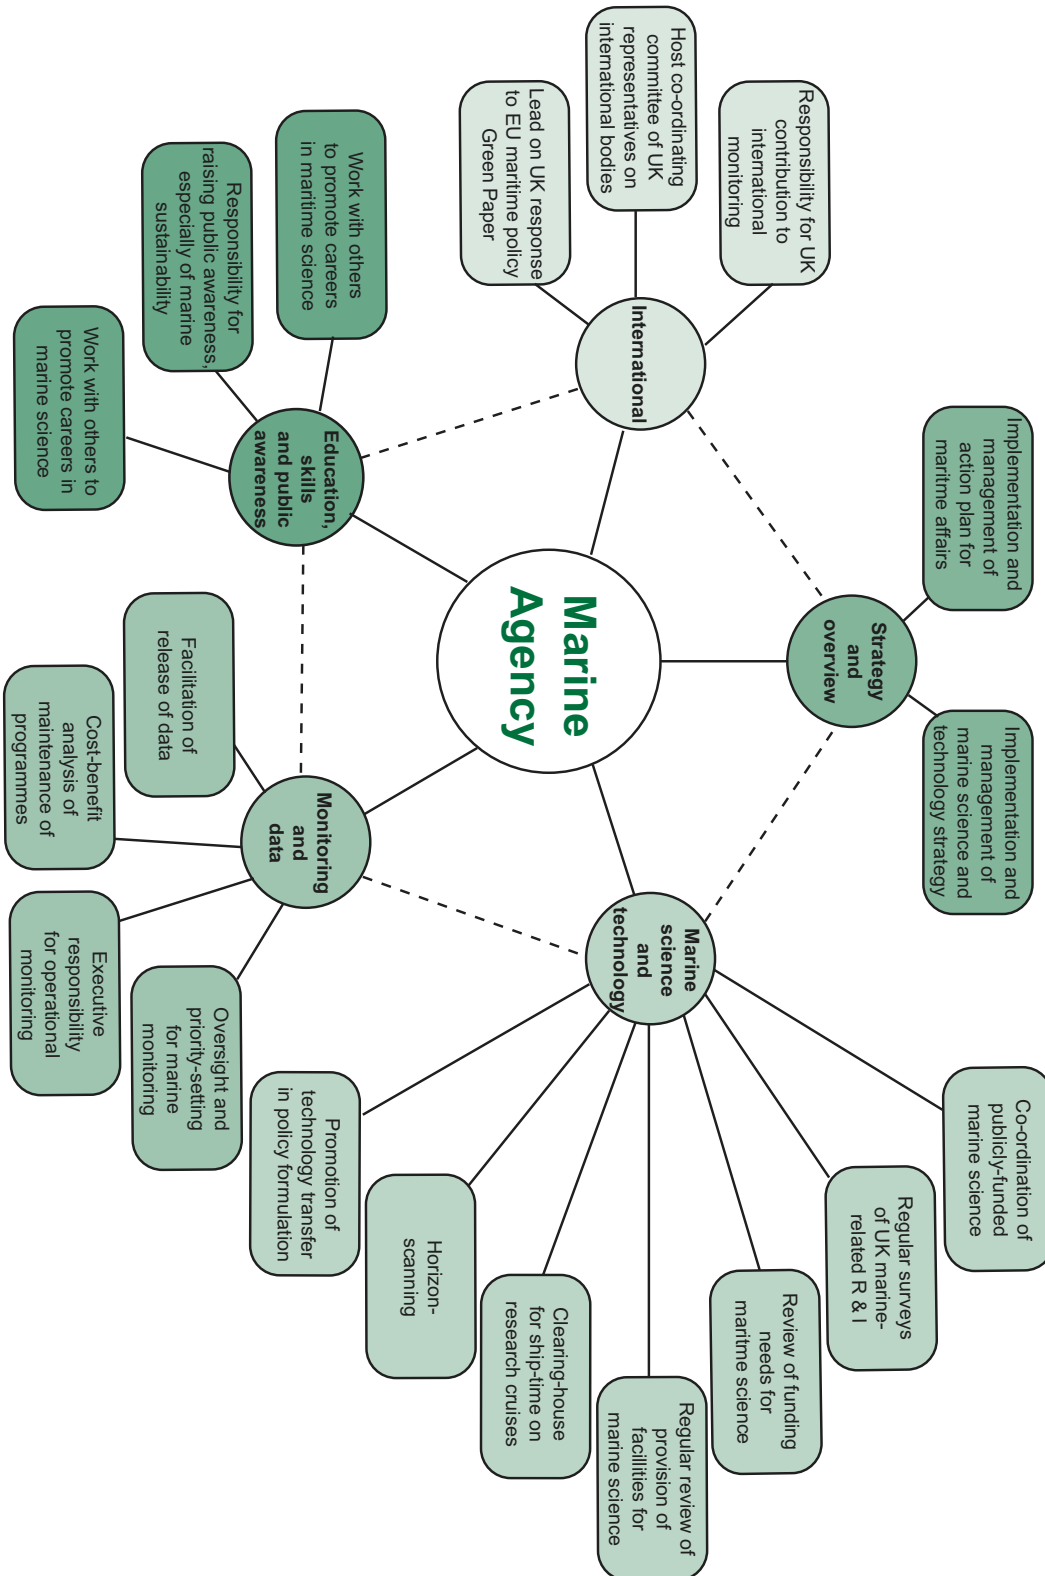 Marine
Agency
Strategy
and
overview
Implementation and
management of
action plan for
maritme affairs
Implementation and
management of
marine science and
technology strategy
Marine
science
and
technology
Co-ordination of
publicly-funded
marine science
Regular surveys
of UK marine-
related R & I
Review of funding
needs for
maritme science
Regular review of
provision of
facillities for
marine science
Clearing-house
for ship-time on
research cruises
Horizon-
scanning
Promotion of
technology transfer
in policy formulation
Monitoring
and
data
Oversight and
priority-setting
for marine
monitoring
Executive
responsibility
for operational
monitoring
Cost-benefit
analysis of
maintenance of
programmes
Facilitation of
release of data
Education,
skills
and public
awareness
Work with others to
promote careers in
marine science
Responsibility for
raising public awareness,
especially of marine
sustainability
Work with others
to promote careers
in maritime science
International
Lead on UK response
to EU maritime policy
Green Paper
Host co-ordinating
committee of UK
representatives on
international bodies
Responsibility for UK
contribution to
international
monitoring